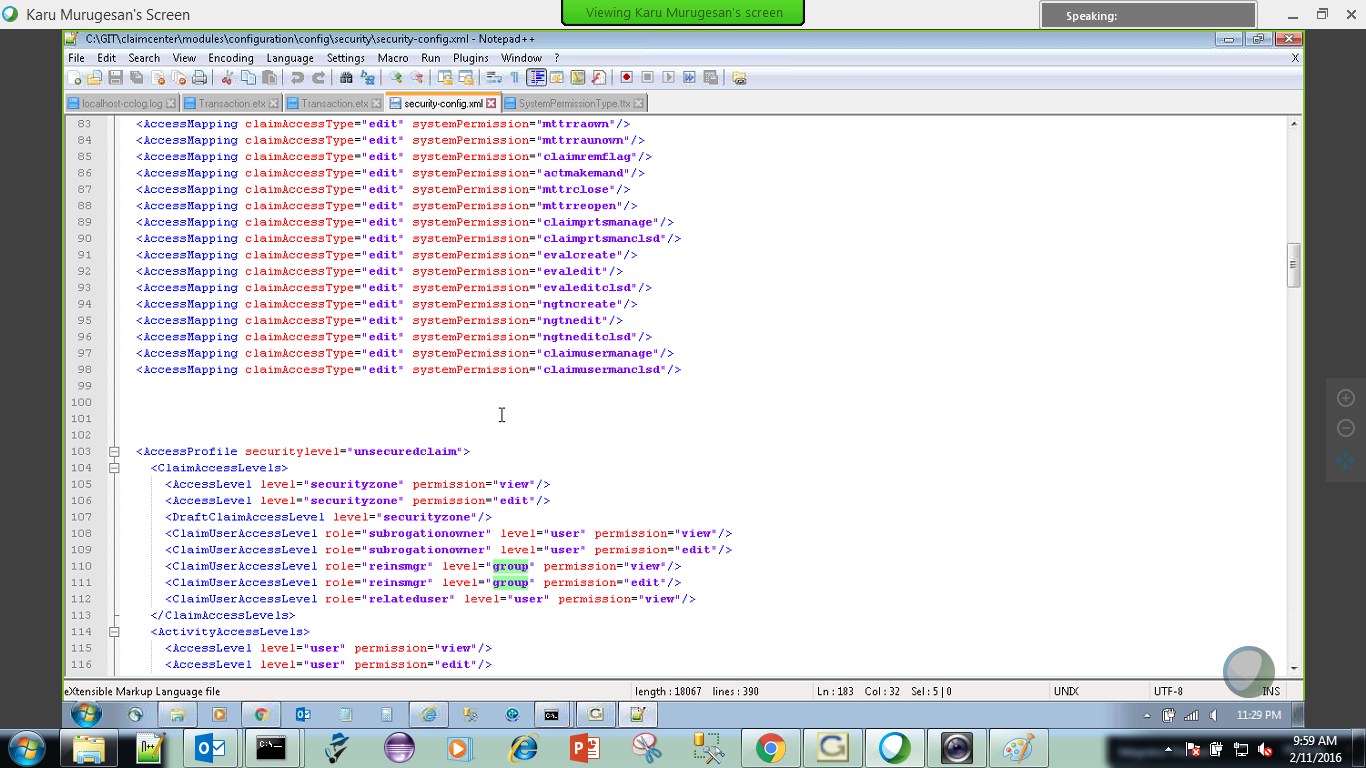 Karu Murugesan's Screen
Viewing Karu Murugesan's screen
Speaking:
C:\GIT\claimcenter\modules\configuration\config\security\security-config.xml - Notepad++
File Edit Search View Encoding Language Settings Macro Run Plugins Window ? X
localhost-cclog.log Transaction.etx Transaction.etx security-config.xml SystemPermissionType.ttx
83 <AccessMapping claimAccessType="edit" systemPermission="mttrraown"/>
84 <AccessMapping claimAccessType="edit" systemPermission="mttrraunown"/>
85 <AccessMapping claimAccessType="edit" systemPermission="claimremflag"/>
86 <AccessMapping claimAccessType="edit" systemPermission="actmakemand"/>
87 <AccessMapping claimAccessType="edit" systemPermission="mttrclose"/>
88 <AccessMapping claimAccessType="edit" systemPermission="mttrreopen"/>
89 <AccessMapping claimAccessType="edit" systemPermission="claimprtsmanage"/>
90 <AccessMapping claimAccessType="edit" systemPermission="claimprtsmanclsd"/>
91 <AccessMapping claimAccessType="edit" systemPermission="evalcreate"/>
92 <AccessMapping claimAccessType="edit" systemPermission="evaledit"/>
93 <AccessMapping claimAccessType="edit" systemPermission="evaleditclsd"/>
94 <AccessMapping claimAccessType="edit" systemPermission="ngtncreate"/>
95 <AccessMapping claimAccessType="edit" systemPermission="ngtnedit"/>
96 <AccessMapping claimAccessType="edit" systemPermission="ngtneditclsd"/>
97 <AccessMapping claimAccessType="edit" systemPermission="claimusermanage"/>
98 <AccessMapping claimAccessType="edit" systemPermission="claimusermanclsd"/>
99
100
101
102
103 <AccessProfile securitylevel="unsecuredclaim">
104 <ClaimAccessLevels>
105 <AccessLevel level="securityzone" permission="view"/>
106 <AccessLevel level="securityzone" permission="edit"/>
107 <DraftClaimAccessLevel level="securityzone"/>
108 <ClaimUserAccessLevel role="subrogationowner" level="user" permission="view"/>
109 <ClaimUserAccessLevel role="subrogationowner" level="user" permission="edit"/>
110 <ClaimUserAccessLevel role="reinsmgr" level="group" permission="view"/>
111 <ClaimUserAccessLevel role="reinsmgr" level="group" permission="edit"/>
112 <ClaimUserAccessLevel role="relateduser" level="user" permission="view"/>
113 </ClaimAccessLevels>
114 <ActivityAccessLevels>
115 <AccessLevel level="user" permission="view"/>
116 <AccessLevel level="user" permission="edit"/>
eXtensible Markup Language file length : 18067 lines : 390 Ln : 183 Col : 32 Sel : 5 | 0 UNIX UTF-8 INS
11:29 PM
9:59 AM
2/11/2016